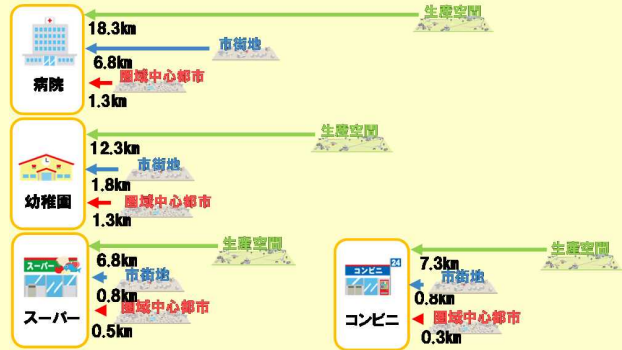 生産空間
18.3km
市街地
6.8km
圏域中心都市
病院
1.3km
生産空間
12.3km
市街地
1.8km
圏域中心都市
幼稚園
1.3km
生産空間
スーパー
6.8km
市街地
0.8km
圏域中心都市
スーパー
0.5km
生産空間
24
コンビニ
7.3km
市街地
0.8km
圏域中心都市
コンビニ
0.3km